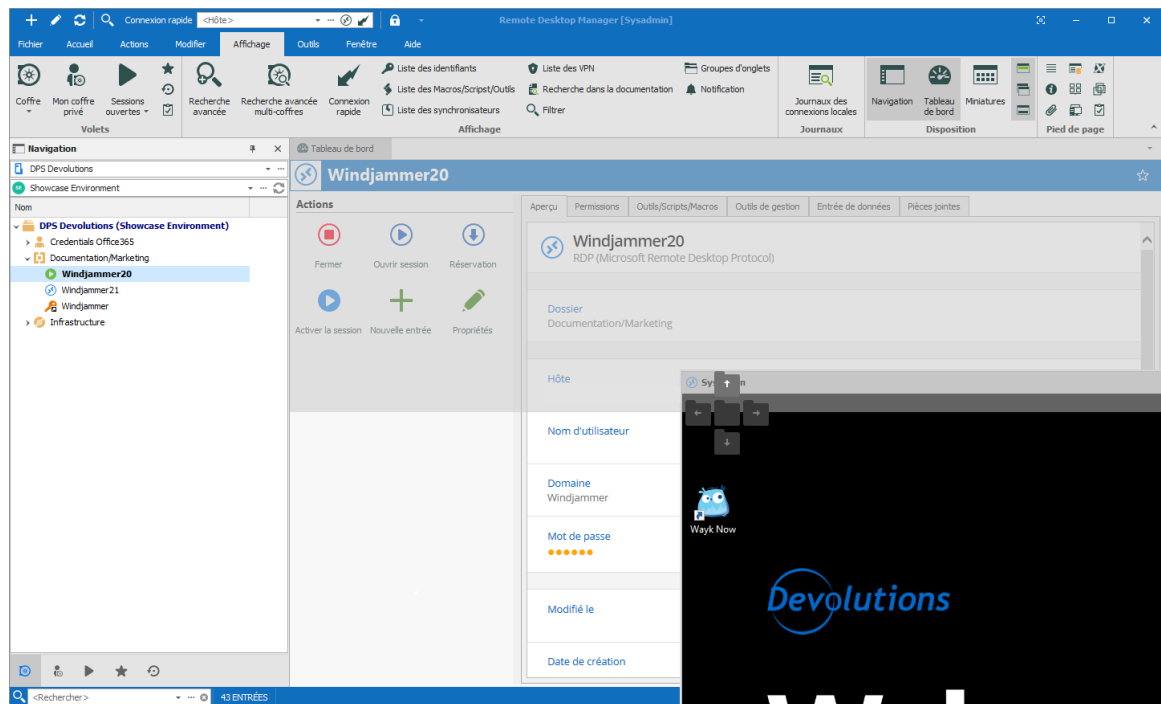 Connexion rapide <Hôte> Remote Desktop Manager [Sysadmin]
Fichier Accueil Actions Modifier Affichage Outils Fenêtre Aide
Coffre
Mon coffre privé
Sessions ouvertes
Volets
Recherche avancée
Recherche avancée multi-coffres
Connexion rapide
Liste des identifiants
Liste des Macros/Scripst/Outils
Liste des synchronisateurs
Liste des VPN
Recherche dans la documentation
Filtrer
Groupes d'onglets
Notification
Affichage
Journaux des connexions locales
Journaux
Navigation
Tableau de bord
Miniatures
Disposition
Pied de page
Navigation
DPS Devolutions
Showcase Environment
Nom
DPS Devolutions (Showcase Environment)
Credentials Office365
Documentation/Marketing
Windjammer20
Windjammer21
Windjammer
Infrastructure
Tableau de bord
Windjammer20
Actions
Fermer Ouvrir session Réservation
Activer la session Nouvelle entrée Propriétés
Aperçu Permissions Outils/Scripts/Macros Outils de gestion Entrée de données Pièces jointes
Windjammer20
RDP (Microsoft Remote Desktop Protocol)
Dossier
Documentation/Marketing
Hôte
Nom d'utilisateur
Domaine
Windjammer
Mot de passe
Modifié le
Date de création
Wayk Now
Devolutions
<Rechercher> 43 ENTRÉES